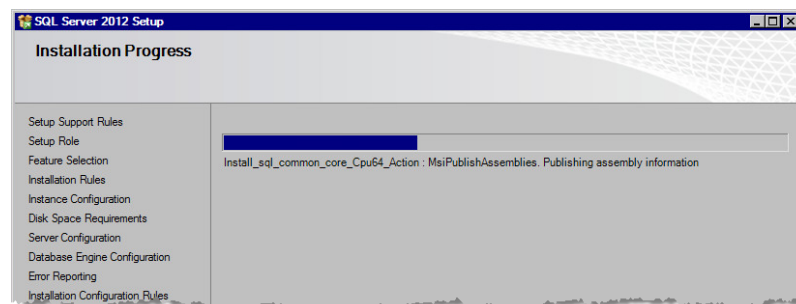 SQL Server 2012 Setup
Installation Progress
Setup Support Rules
Setup Role
Feature Selection
Installation Rules
Instance Configuration
Disk Space Requirements
Server Configuration
Database Engine Configuration
Error Reporting
Installation Configuration Rules
Install_sql_common_core_Cpu64_Action : MsiPublishAssemblies. Publishing assembly information